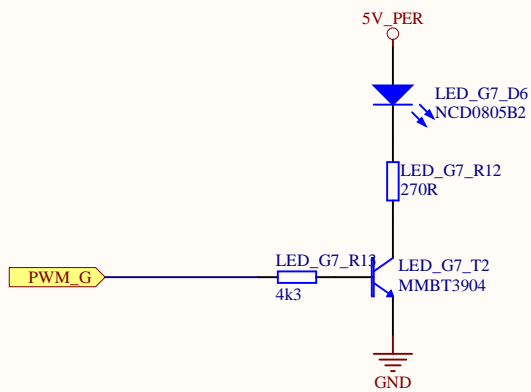 5V_PER
LED_G7_D6
NCD0805B2
LED_G7_R12
270R
LED_G7_R13
4k3
PWM_G
LED_G7_T2
MMBT3904
GND